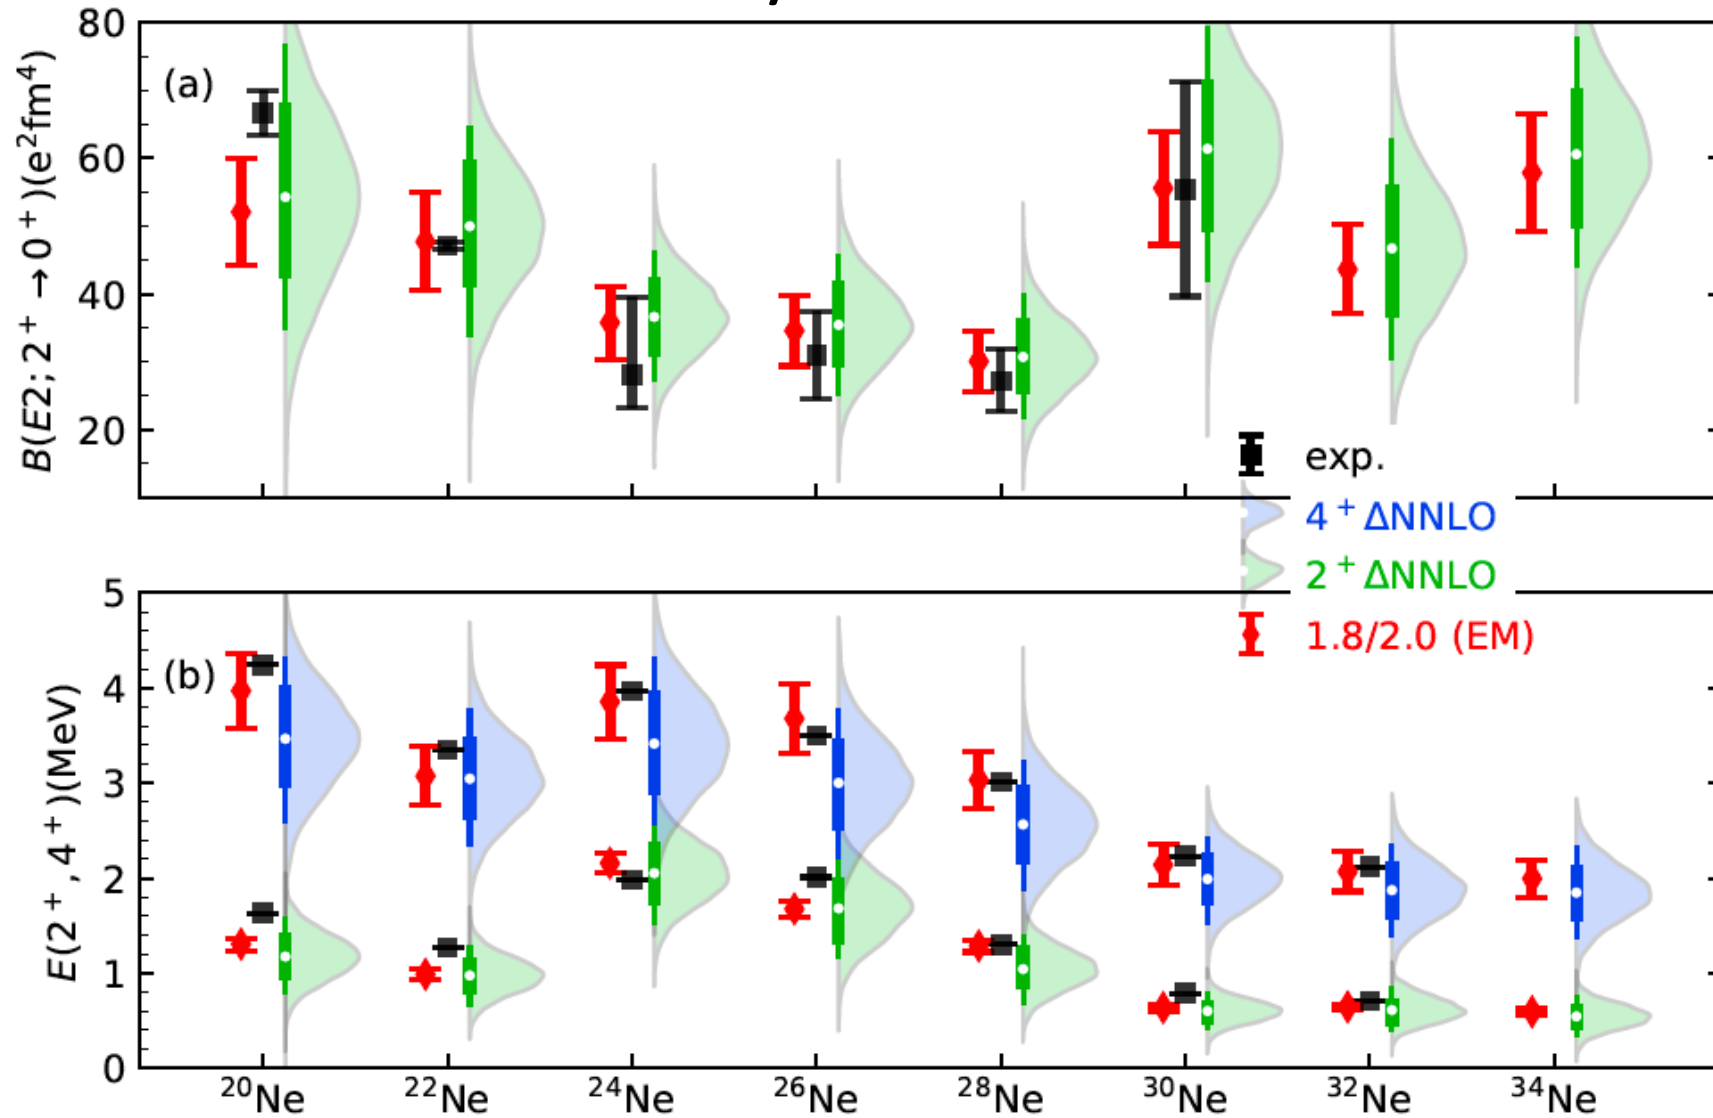 80
60
40
20
B(E2; 2⁺ → 0⁺)(e²fm⁴)
(a)
exp.
4⁺ ΔNNLO
2⁺ ΔNNLO
1.8/2.0 (EM)
5
4
3
2
1
0
E(2⁺, 4⁺)(MeV)
(b)
²⁰Ne ²²Ne ²⁴Ne ²⁶Ne ²⁸Ne ³⁰Ne ³²Ne ³⁴Ne